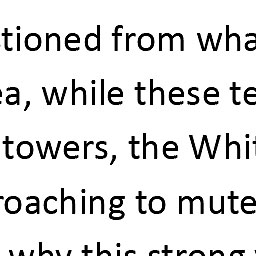 tioned from wha
ea, while these te
towers, the Whit
roaching to mute
why this strong